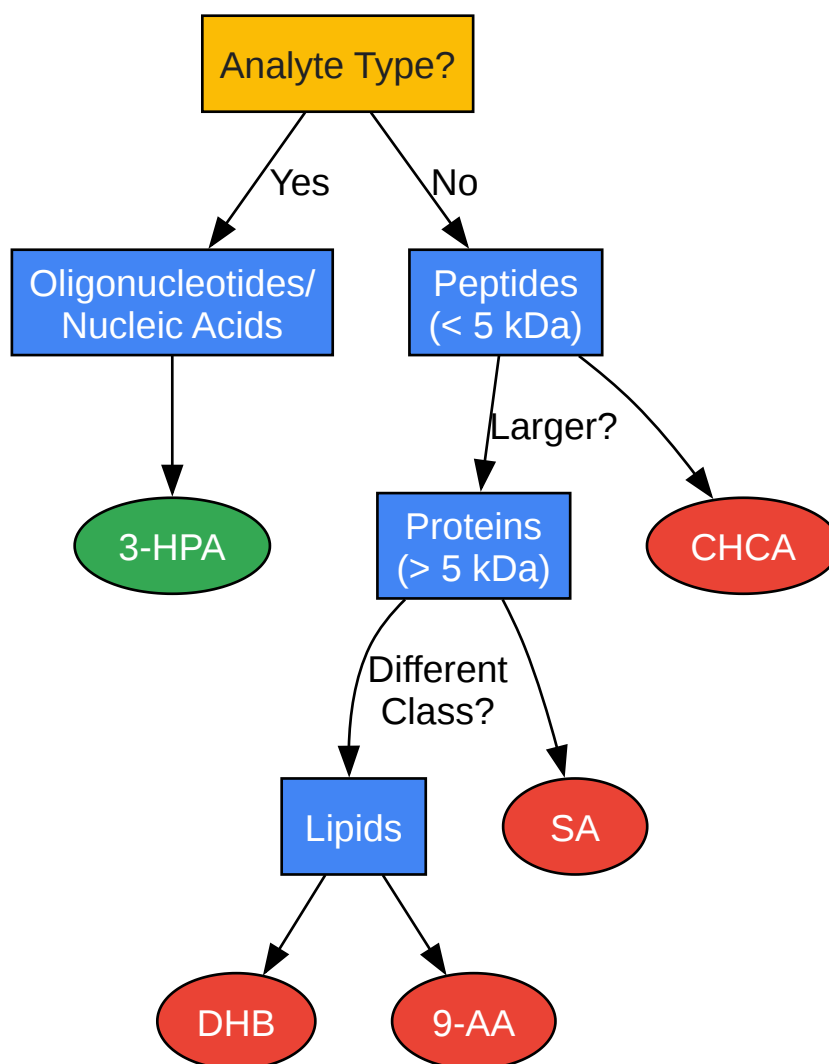 Analyte Type?
Yes
No
Oligonucleotides/
Nucleic Acids
Peptides
(< 5 kDa)
Larger?
3-HPA
Proteins
(> 5 kDa)
CHCA
Different
Class?
Lipids
SA
DHB
9-AA